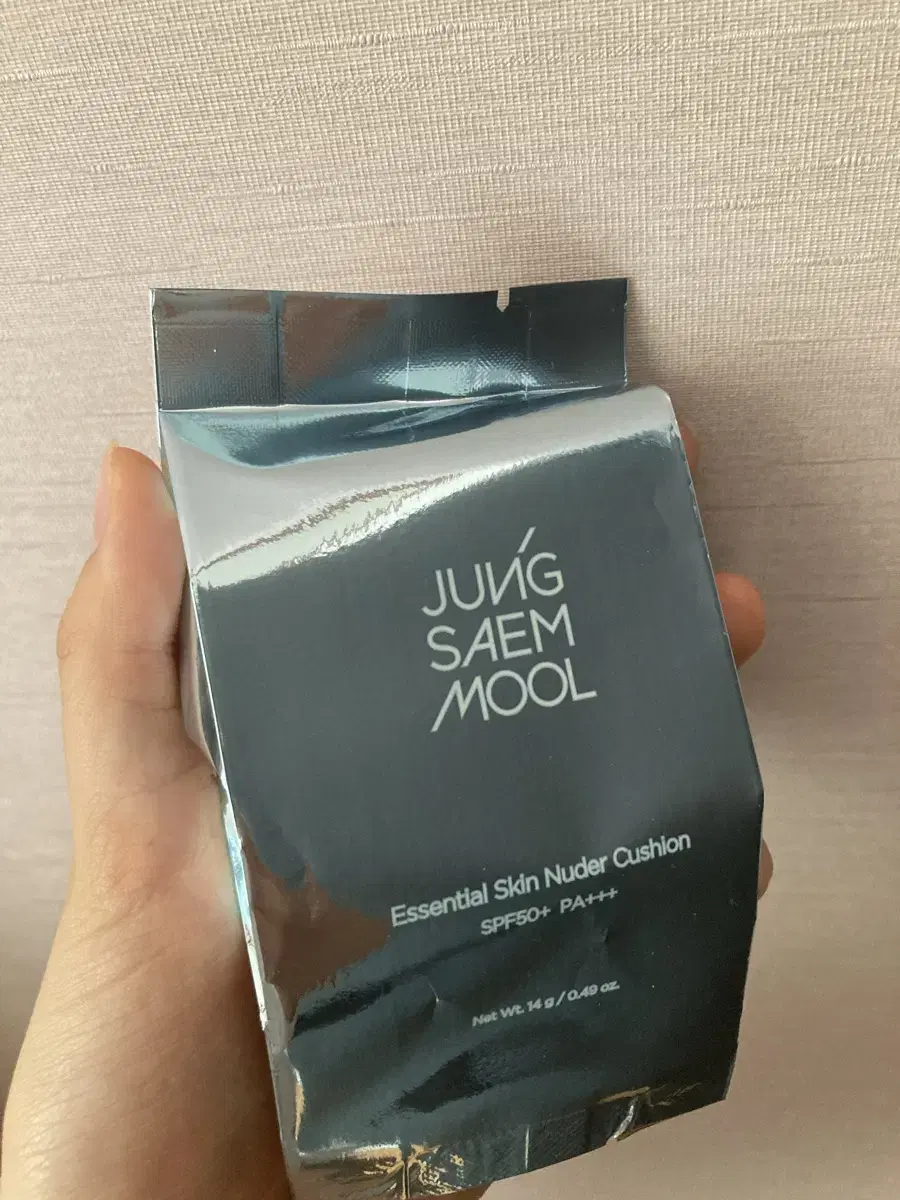 JUNG
SAEM
MOOL
Essential Skin Nuder Cushion
SPF50+ PA+++
Net Wt. 14 g / 0.49 oz.